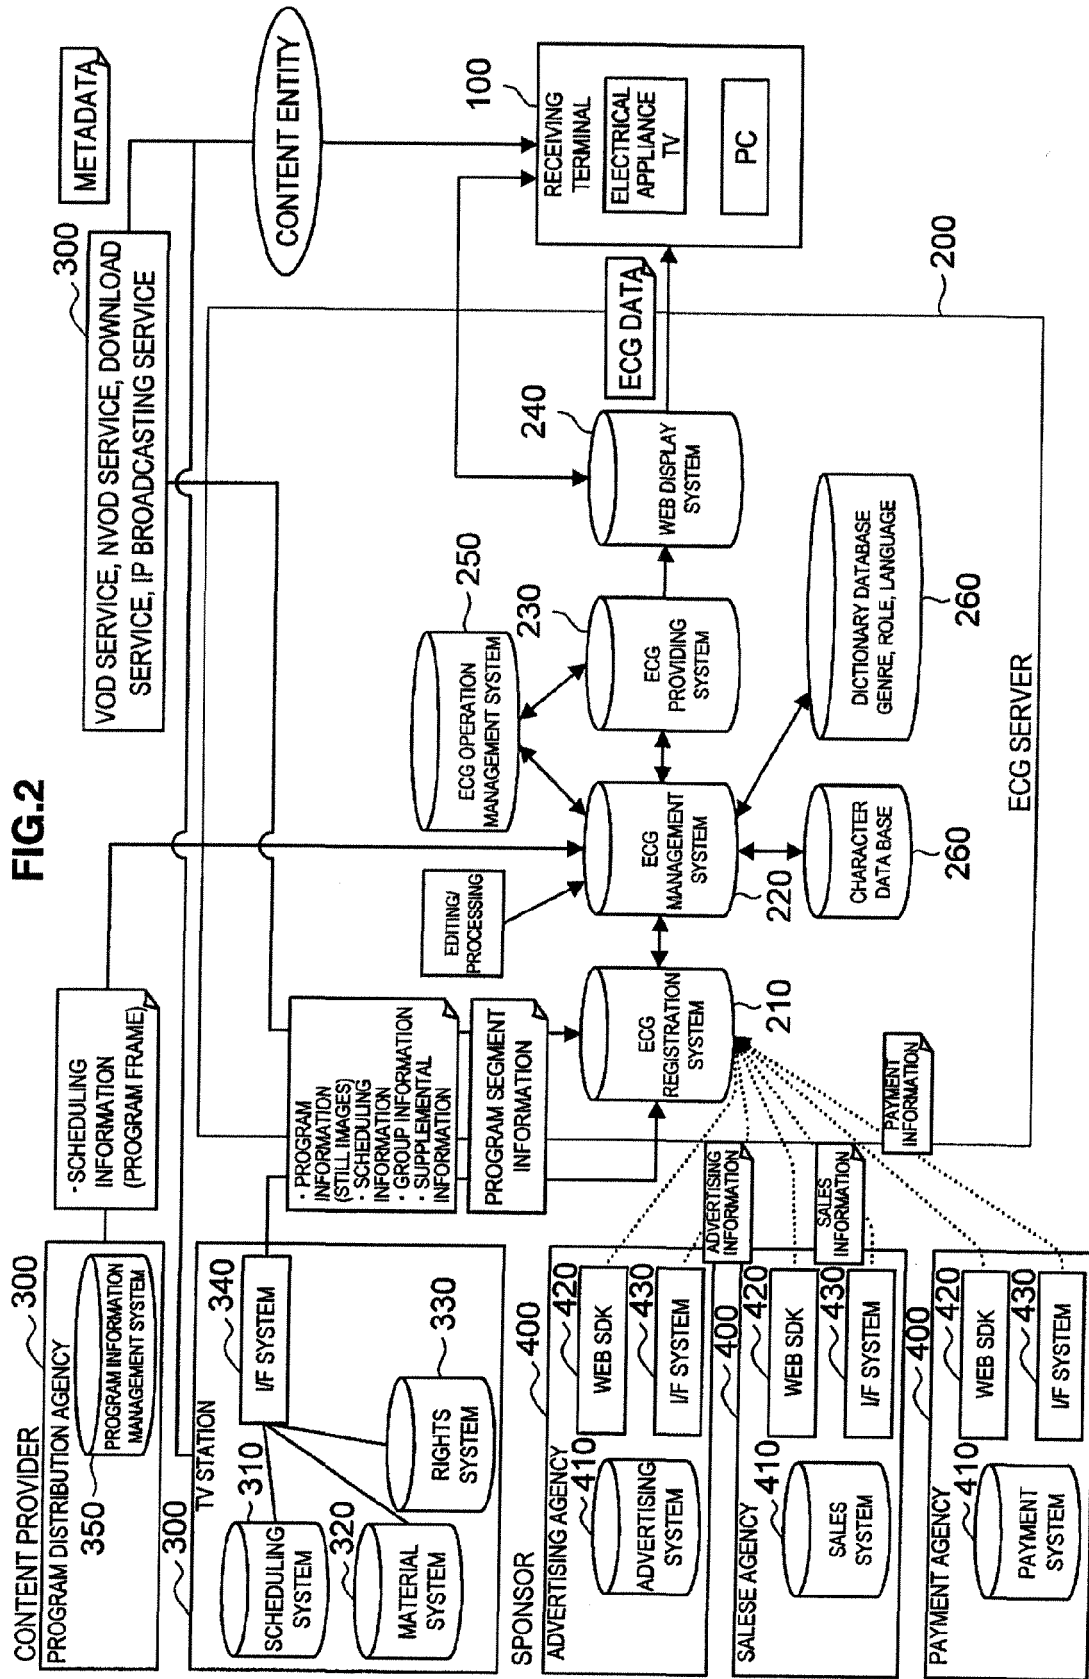 FIG.2
CONTENT PROVIDER
300
PROGRAM DISTRIBUTION AGENCY
PROGRAM INFORMATION
MANAGEMENT SYSTEM
350
· SCHEDULING
INFORMATION
(PROGRAM FRAME)
VOD SERVICE, NVOD SERVICE, DOWNLOAD
SERVICE, IP BROADCASTING SERVICE
300
METADATA
CONTENT ENTITY
300
TV STATION
310
SCHEDULING
SYSTEM
320
MATERIAL
SYSTEM
RIGHTS
SYSTEM
330
I/F SYSTEM
340
· PROGRAM
INFORMATION
(STILL IMAGES)
· SCHEDULING
INFORMATION
· GROUP INFORMATION
· SUPPLEMENTAL
INFORMATION
PROGRAM SEGMENT
INFORMATION
EDITING/
PROCESSING
ECG OPERATION
MANAGEMENT SYSTEM
250
ECG
REGISTRATION
SYSTEM
210
ECG
MANAGEMENT
SYSTEM
220
ECG
PROVIDING
SYSTEM
230
WEB DISPLAY
SYSTEM
240
ECG DATA
RECEIVING
TERMINAL
100
ELECTRICAL
APPLIANCE
TV
PC
CHARACTER
DATA BASE
260
DICTIONARY DATABASE
GENRE, ROLE, LANGUAGE
260
ECG SERVER
200
SPONSOR
ADVERTISING AGENCY
400
410
ADVERTISING
SYSTEM
WEB SDK
420
I/F SYSTEM
430
ADVERTISING
INFORMATION
SALESE AGENCY
400
410
SALES
SYSTEM
WEB SDK
420
I/F SYSTEM
430
SALES
INFORMATION
PAYMENT AGENCY
400
410
PAYMENT
SYSTEM
WEB SDK
420
I/F SYSTEM
430
PAYMENT
INFORMATION